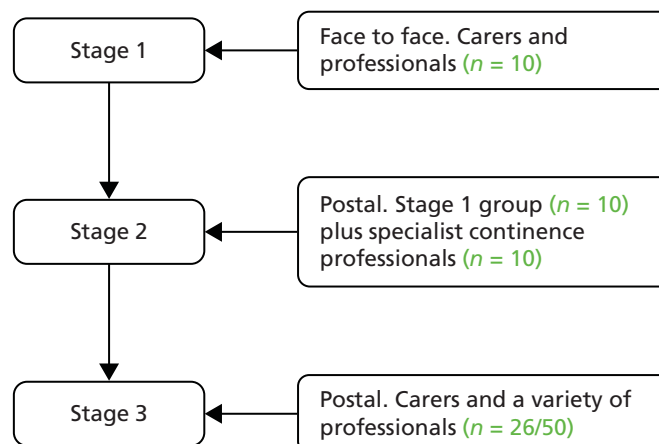 Stage 1
Face to face. Carers and
professionals (n = 10)
Stage 2
Postal. Stage 1 group (n = 10)
plus specialist continence
professionals (n = 10)
Stage 3
Postal. Carers and a variety of
professionals (n = 26/50)